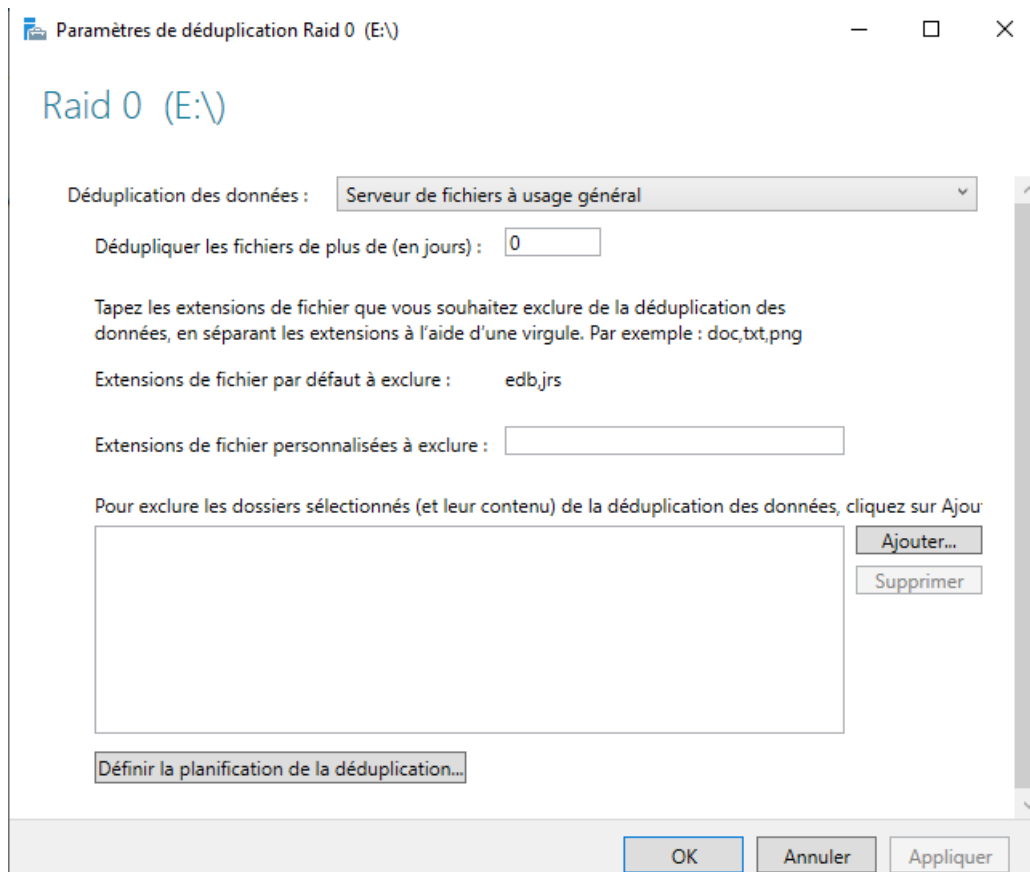 Paramètres de déduplication Raid 0 (E:\)
Raid 0 (E:\)
Déduplication des données : Serveur de fichiers à usage général
Dédupliquer les fichiers de plus de (en jours) : 0
Tapez les extensions de fichier que vous souhaitez exclure de la déduplication des
données, en séparant les extensions à l'aide d'une virgule. Par exemple : doc,txt,png
Extensions de fichier par défaut à exclure : edb,jrs
Extensions de fichier personnalisées à exclure :
Pour exclure les dossiers sélectionnés (et leur contenu) de la déduplication des données, cliquez sur Ajou
Ajouter...
Supprimer
Définir la planification de la déduplication...
OK Annuler Appliquer